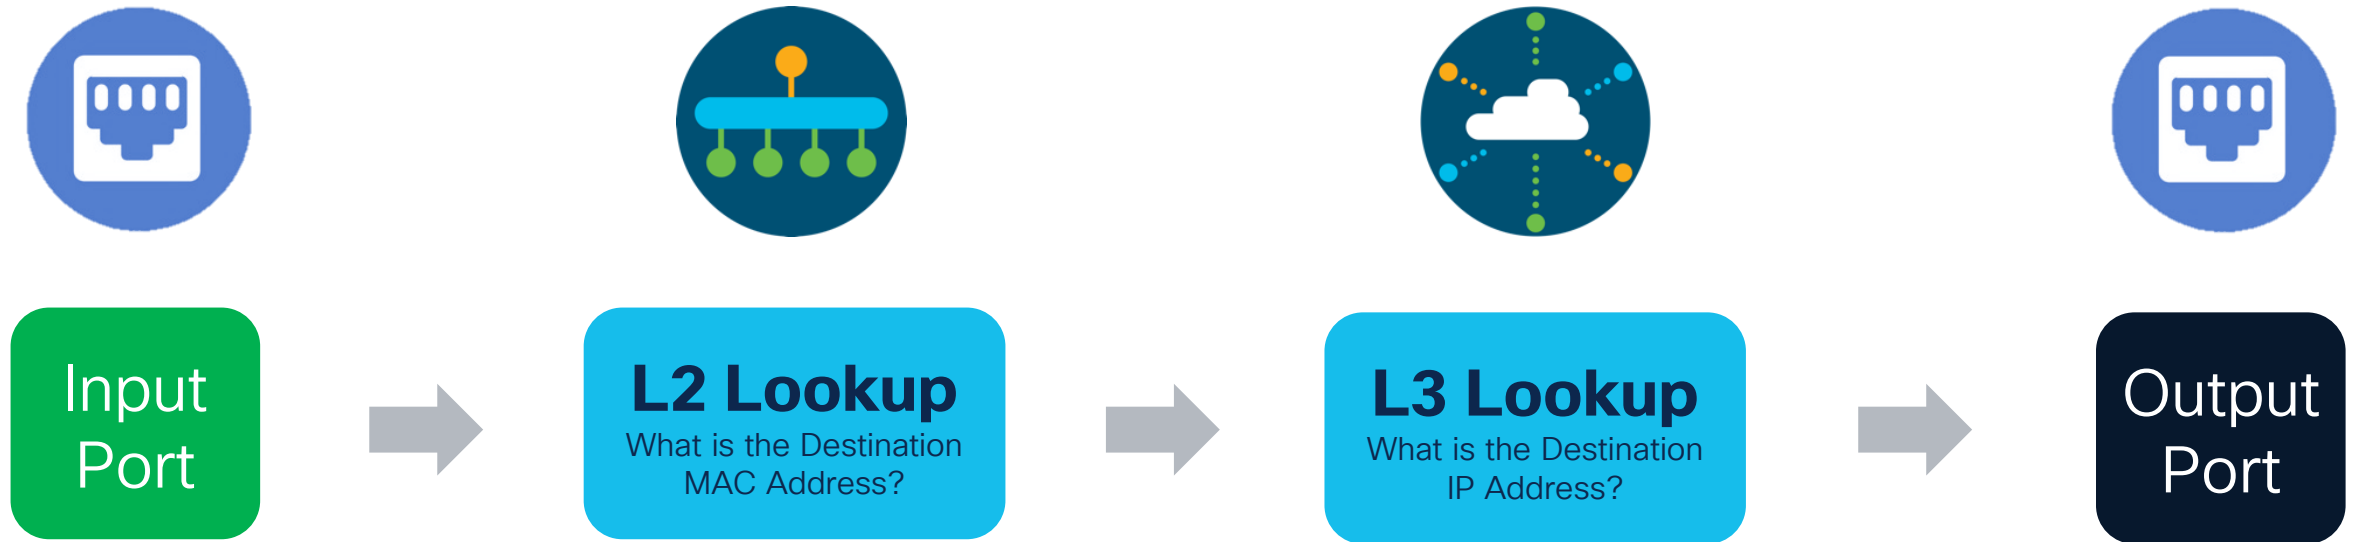 Input
Port
L2 Lookup
What is the Destination
MAC Address?
L3 Lookup
What is the Destination
IP Address?
Output
Port